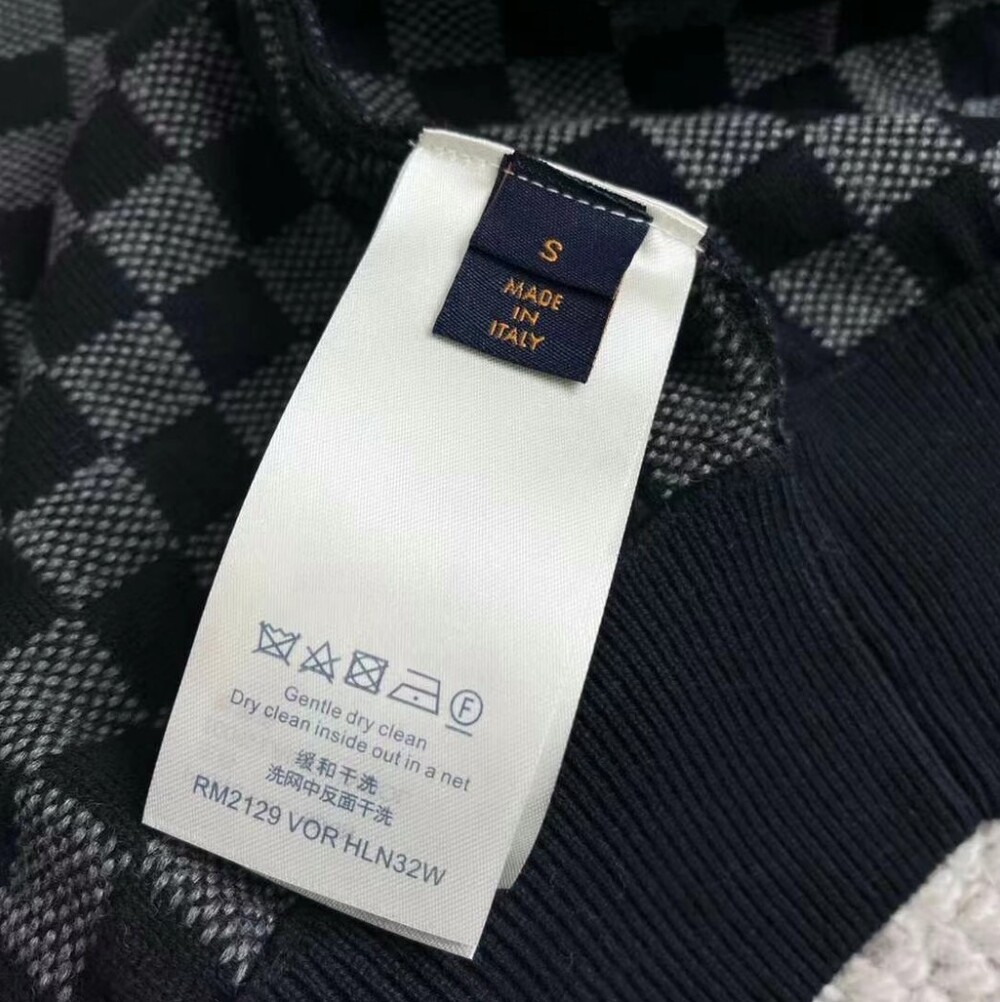 S
MADE
IN
ITALY
F
Gentle dry clean
Dry clean inside out in a net
缓和干洗
洗网中反面干洗
RM2129 VOR HLN32W